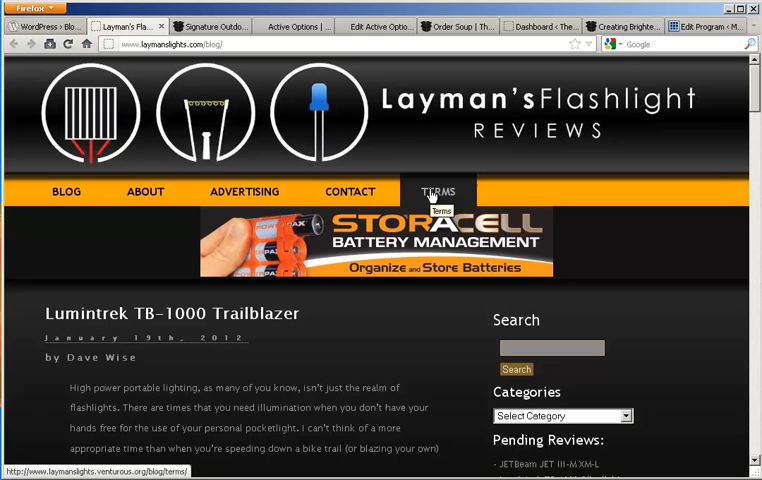 Firefox
WordPress › Blo...
Layman's Fla...
Signature Outdo...
Active Options | ...
Edit Active Optio...
Order Soup | Th...
Dashboard ‹ The...
Creating Brighte...
Edit Program ‹ M...
www.laymanslights.com/blog/
Google
Layman'sFlashlight
REVIEWS
BLOG ABOUT ADVERTISING CONTACT TERMS
Terms
STORACELL
BATTERY MANAGEMENT
Organize and Store Batteries
Lumintrek TB-1000 Trailblazer
January 19th, 2012
by Dave Wise
High power portable lighting, as many of you know, isn't just the realm of
flashlights. There are times that you need illumination when you don't have your
hands free for the use of your personal pocketlight. I can't think of a more
appropriate time than when you're speeding down a bike trail (or blazing your own)
Search
Search
Categories
Select Category
Pending Reviews:
- JETBeam JET III-M XM-L
http://www.laymanslights.venturous.org/blog/terms/